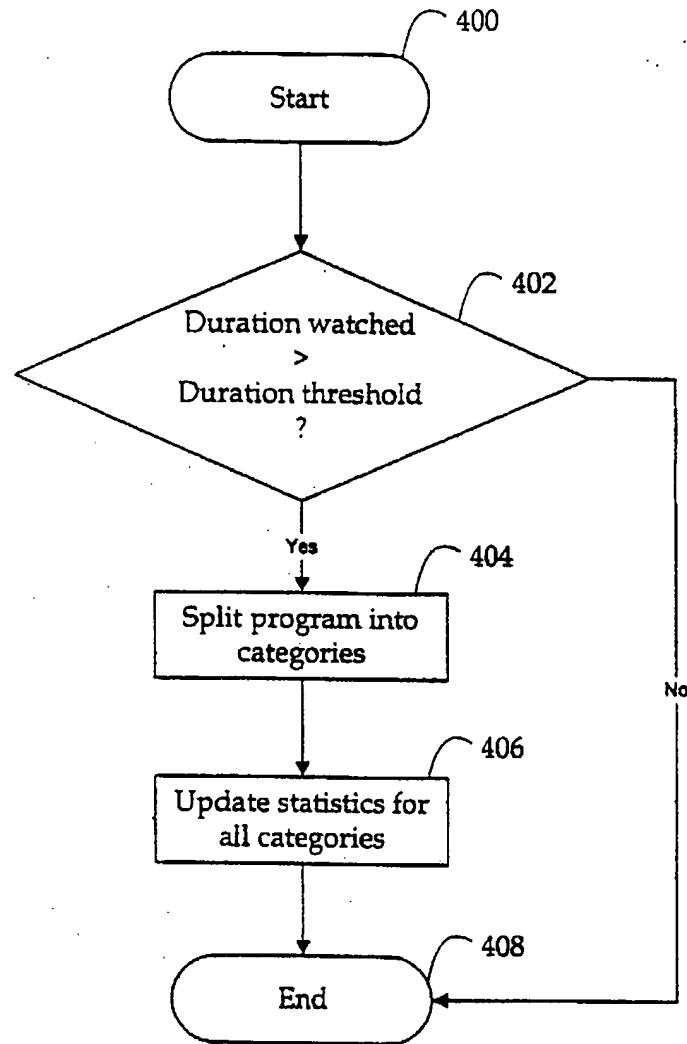 400
Start
402
Duration watched
>
Duration threshold
?
Yes
404
Split program into
categories
No
406
Update statistics for
all categories
408
End